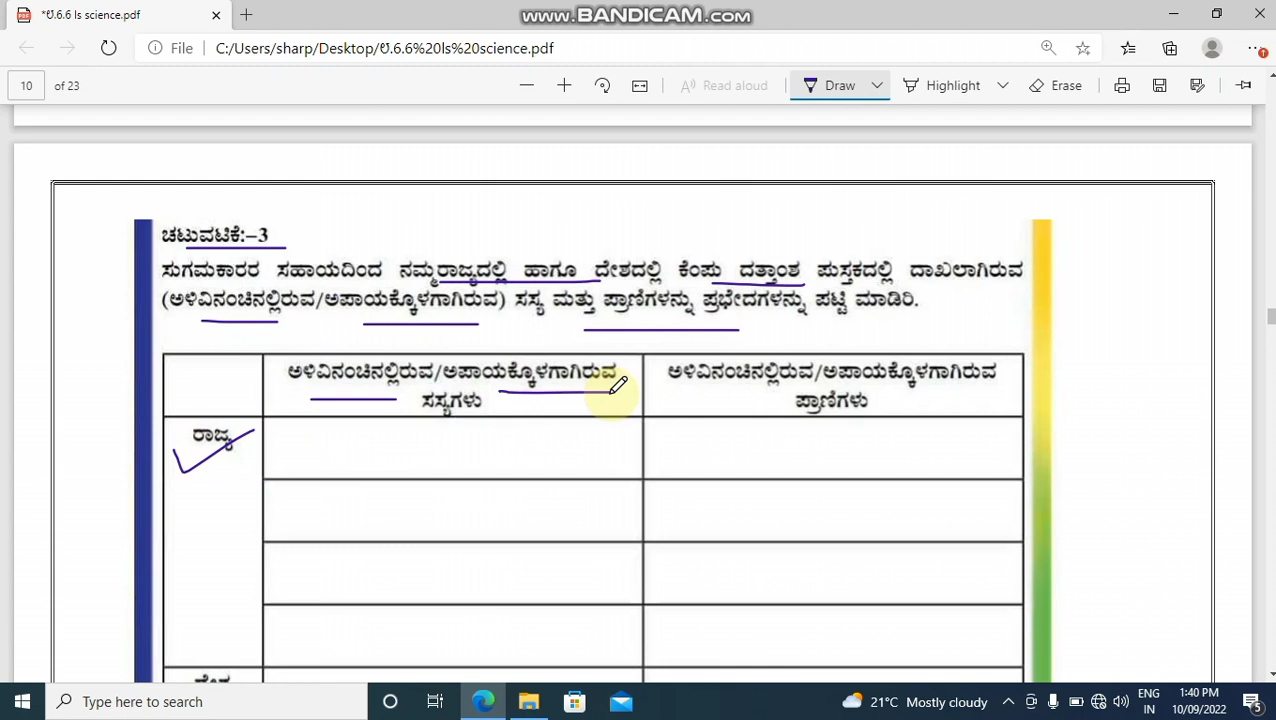 www.BANDICAM.com
*೮.6.6 ls science.pdf
File C:/Users/sharp/Desktop/೮.6.6%20ls%20science.pdf
10 of 23 Read aloud Draw Highlight Erase
ಚಟುವಟಿಕೆ:–3
ಸುಗಮಕಾರರ ಸಹಾಯದಿಂದ ನಮ್ಮರಾಜ್ಯದಲ್ಲಿ ಹಾಗೂ ದೇಶದಲ್ಲಿ ಕೆಂಪು ದತ್ತಾಂಶ ಪುಸ್ತಕದಲ್ಲಿ ದಾಖಲಾಗಿರುವ
(ಅಳಿವಿನಂಚಿನಲ್ಲಿರುವ/ಅಪಾಯಕ್ಕೊಳಗಾಗಿರುವ) ಸಸ್ಯ ಮತ್ತು ಪ್ರಾಣಿಗಳನ್ನು ಪ್ರಭೇದಗಳನ್ನು ಪಟ್ಟಿ ಮಾಡಿರಿ.
ಅಳಿವಿನಂಚಿನಲ್ಲಿರುವ/ಅಪಾಯಕ್ಕೊಳಗಾಗಿರುವ
ಸಸ್ಯಗಳು
ಅಳಿವಿನಂಚಿನಲ್ಲಿರುವ/ಅಪಾಯಕ್ಕೊಳಗಾಗಿರುವ
ಪ್ರಾಣಿಗಳು
ರಾಜ್ಯ
Type here to search
21°C Mostly cloudy
ENG
IN
1:40 PM
10/09/2022
5